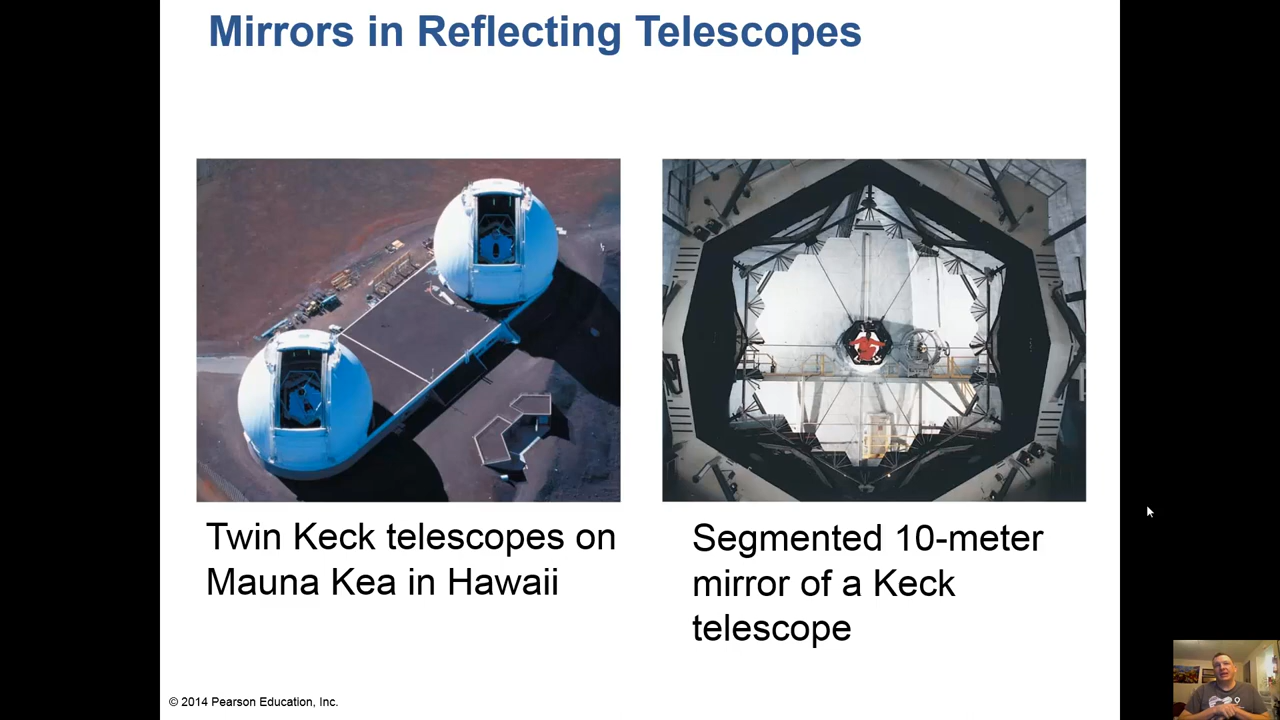 Mirrors in Reflecting Telescopes
Twin Keck telescopes on
Mauna Kea in Hawaii
Segmented 10-meter
mirror of a Keck
telescope
© 2014 Pearson Education, Inc.